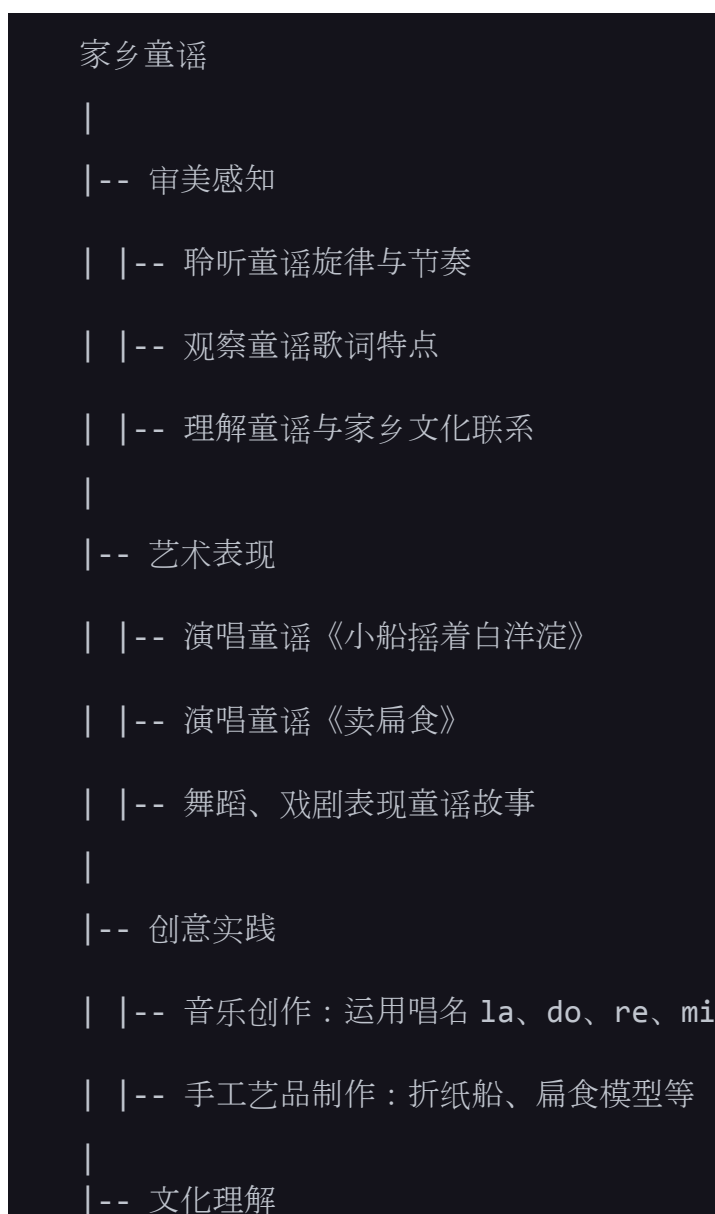 家乡童谣
|
|-- 审美感知
| |-- 聆听童谣旋律与节奏
| |-- 观察童谣歌词特点
| |-- 理解童谣与家乡文化联系
|
|-- 艺术表现
| |-- 演唱童谣《小船摇着白洋淀》
| |-- 演唱童谣《卖扁食》
| |-- 舞蹈、戏剧表现童谣故事
|
|-- 创意实践
| |-- 音乐创作：运用唱名 la、do、re、mi
| |-- 手工艺品制作：折纸船、扁食模型等
|
|-- 文化理解